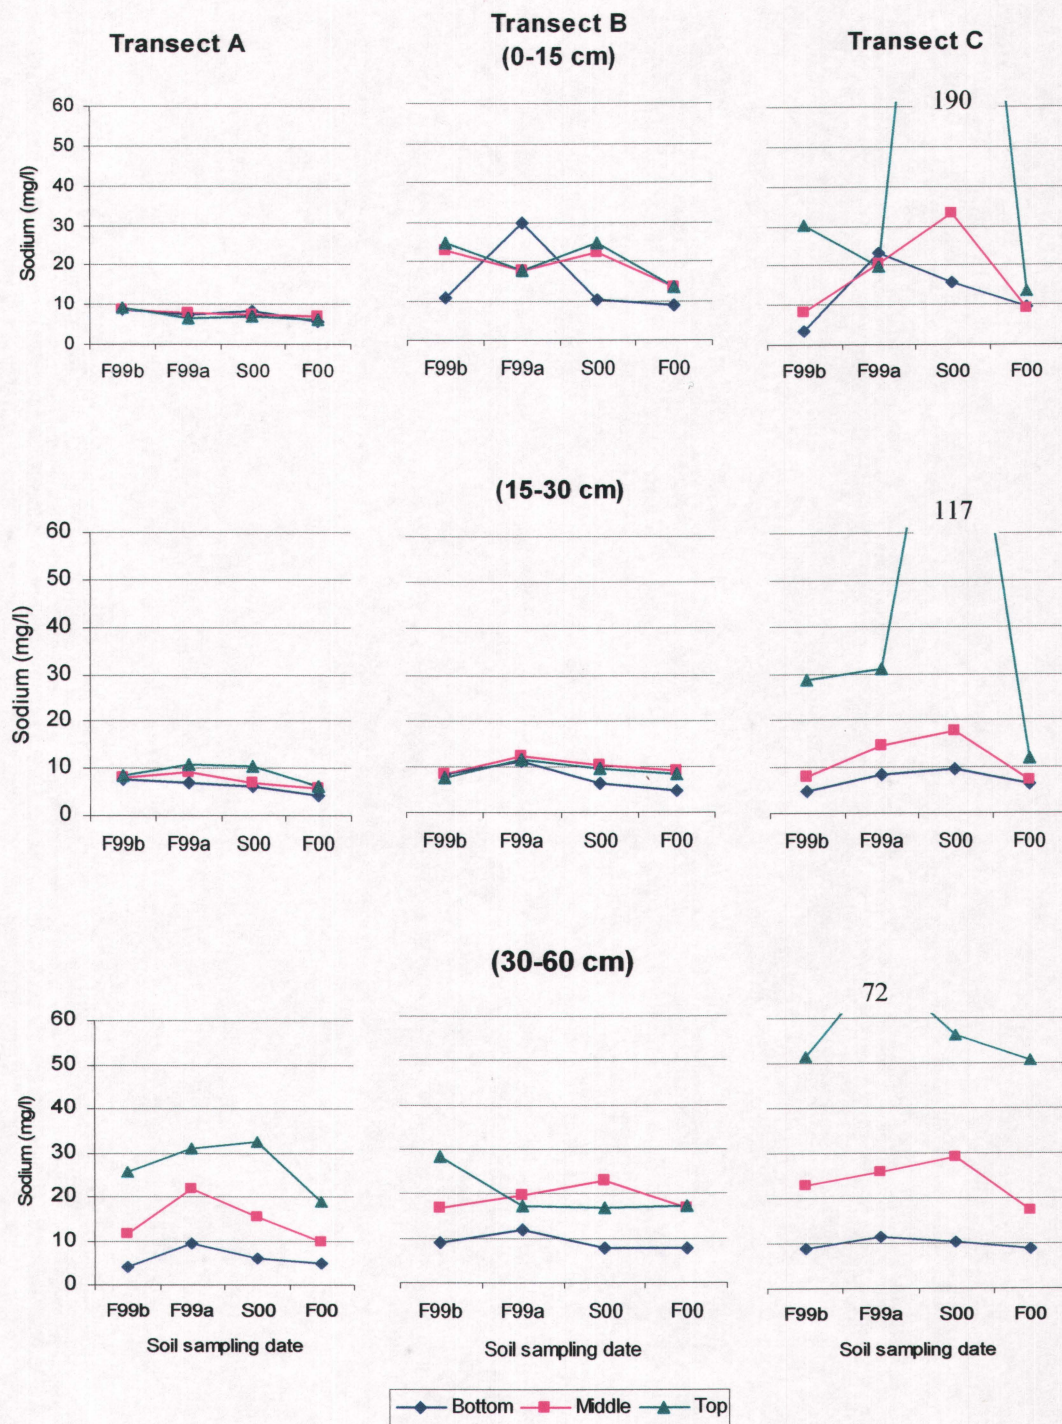 Transect A
Transect B
(0-15 cm)
Transect C
60
50
40
30
20
10
0
Sodium (mg/l)
190
F99b F99a S00 F00
F99b F99a S00 F00
F99b F99a S00 F00
(15-30 cm)
60
50
40
30
20
10
0
Sodium (mg/l)
117
F99b F99a S00 F00
F99b F99a S00 F00
F99b F99a S00 F00
(30-60 cm)
60
50
40
30
20
10
0
Sodium (mg/l)
72
F99b F99a S00 F00
F99b F99a S00 F00
F99b F99a S00 F00
Soil sampling date
Soil sampling date
Soil sampling date
Bottom Middle Top